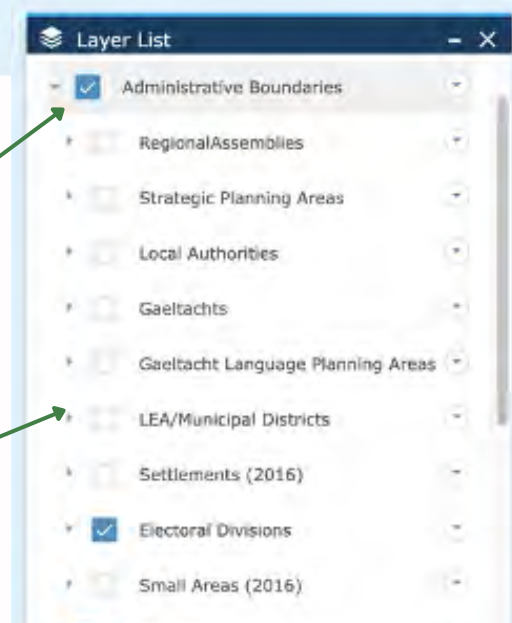 Layer List
Administrative Boundaries
RegionalAssemblies
Strategic Planning Areas
Local Authorities
Gaeltachts
Gaeltacht Language Planning Areas
LEA/Municipal Districts
Settlements (2016)
Electoral Divisions
Small Areas (2016)